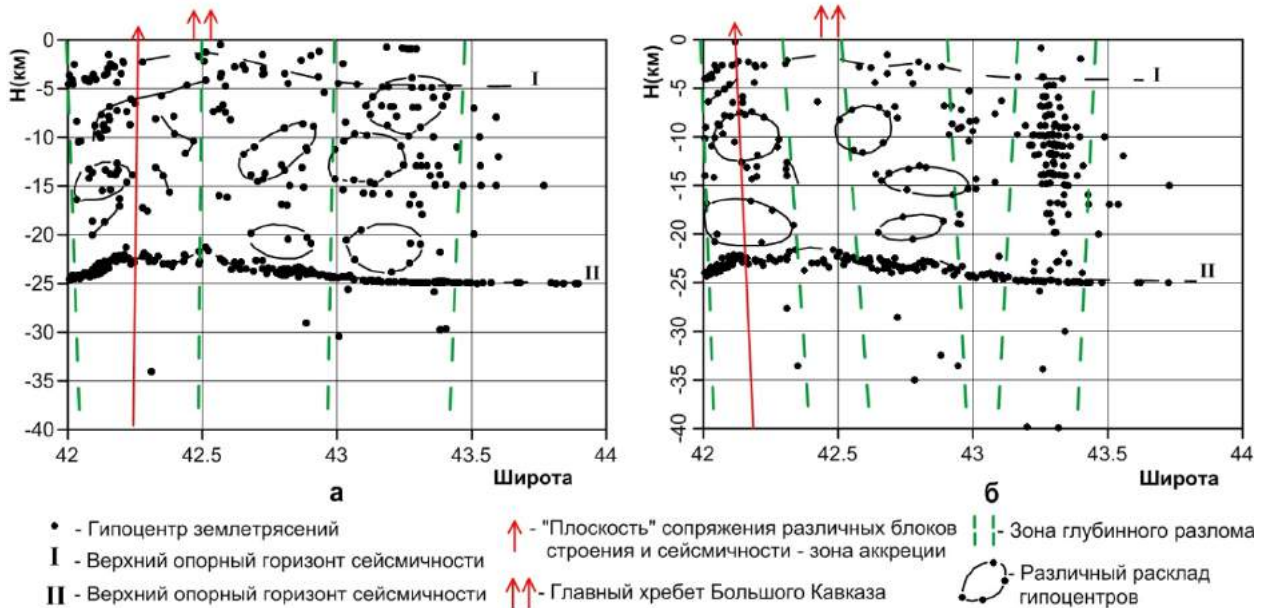 0
-5
-10
-15
-20
-25
-30
-35
-40
Н(км)
I
II
42
42.5
43
43.5
44
Широта
а
0
-5
-10
-15
-20
-25
-30
-35
-40
Н(км)
I
II
42
42.5
43
43.5
44
Широта
б
- Гипоцентр землетрясений
I - Верхний опорный горизонт сейсмичности
II - Верхний опорный горизонт сейсмичности
- "Плоскость" сопряжения различных блоков
строения и сейсмичности - зона аккреции
- Главный хребет Большого Кавказа
- Зона глубинного разлома
- Различный расклад
гипоцентров